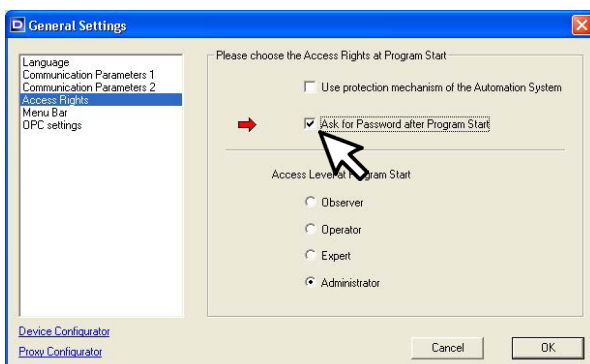 General Settings
Language
Communication Parameters 1
Communication Parameters 2
Access Rights
Menu Bar
OPC settings
Please choose the Access Rights at Program Start
Use protection mechanism of the Automation System
Ask for Password after Program Start
Access Level at Program Start
Observer
Operator
Expert
Administrator
Device Configurator
Proxy Configurator
Cancel
OK